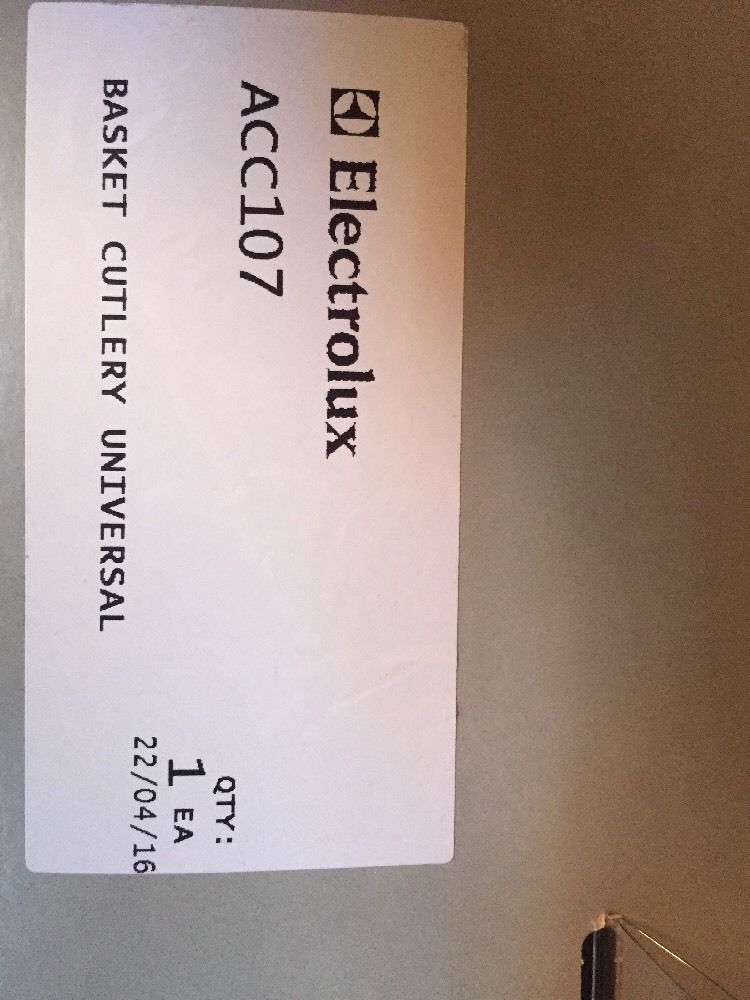 Electrolux
ACC107
QTY:
1 EA
BASKET CUTLERY UNIVERSAL
22/04/16